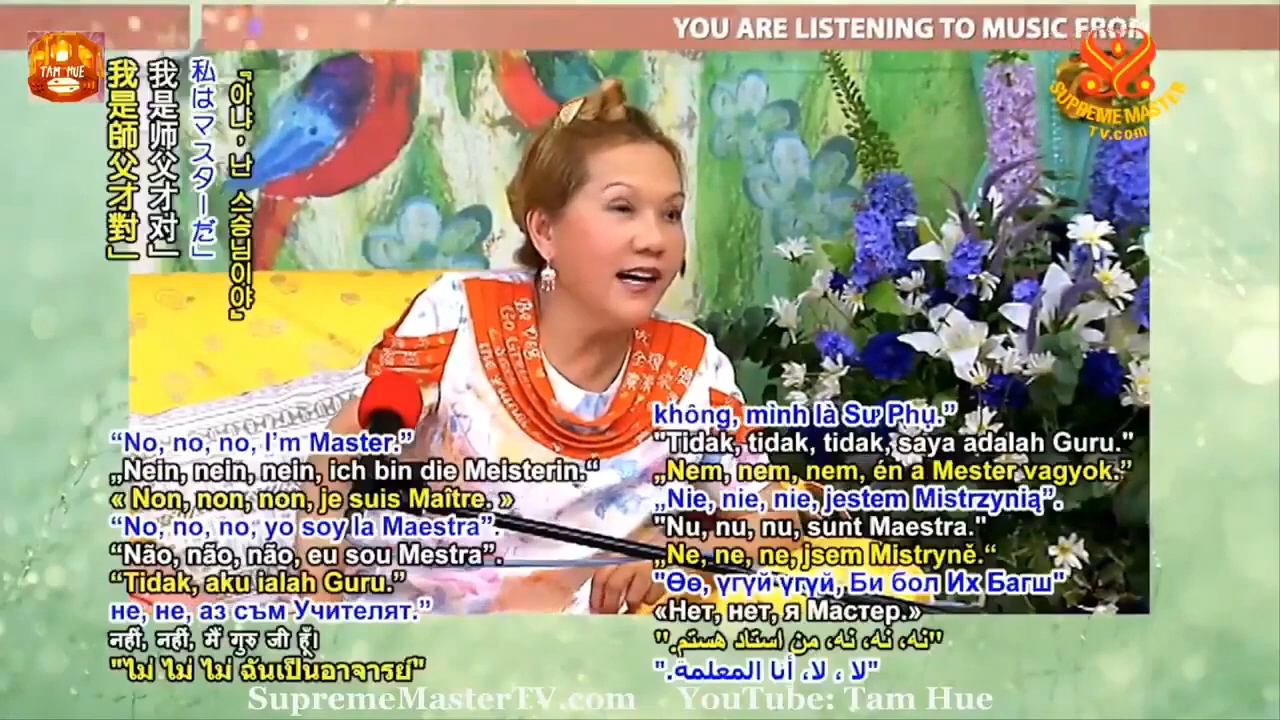 YOU ARE LISTENING TO MUSIC FROM
TAM HUE
SUPREME MASTER
TV.com
『아냐, 난 스승님이야』
私はマスターだ」
我是师父才对」
我是師父才對」
Be Veg
Go Green
“No, no, no, I’m Master.”
„Nein, nein, nein, ich bin die Meisterin.“
« Non, non, non, je suis Maître. »
“No, no, no, yo soy la Maestra”.
“Não, não, não, eu sou Mestra”.
“Tidak, aku ialah Guru.”
не, не, аз съм Учителят.”
नहीं, नहीं, मैं गुरु जी हूँ।
"ไม่ ไม่ ไม่ ฉันเป็นอาจารย์"
không, mình là Sư Phụ.”
"Tidak, tidak, tidak, saya adalah Guru."
„Nem, nem, nem, én a Mester vagyok.”
„Nie, nie, nie, jestem Mistrzynią”.
"Nu, nu, nu, sunt Maestra."
„Ne, ne, ne, jsem Mistryně.“
"Өө, үгүй үгүй, Би бол Их Багш"
«Нет, нет, я Мастер.»
"نه، نه، نه، من استاد هستم."
"لا ، لا، أنا المعلمة."
SupremeMasterTV.com YouTube: Tam Hue